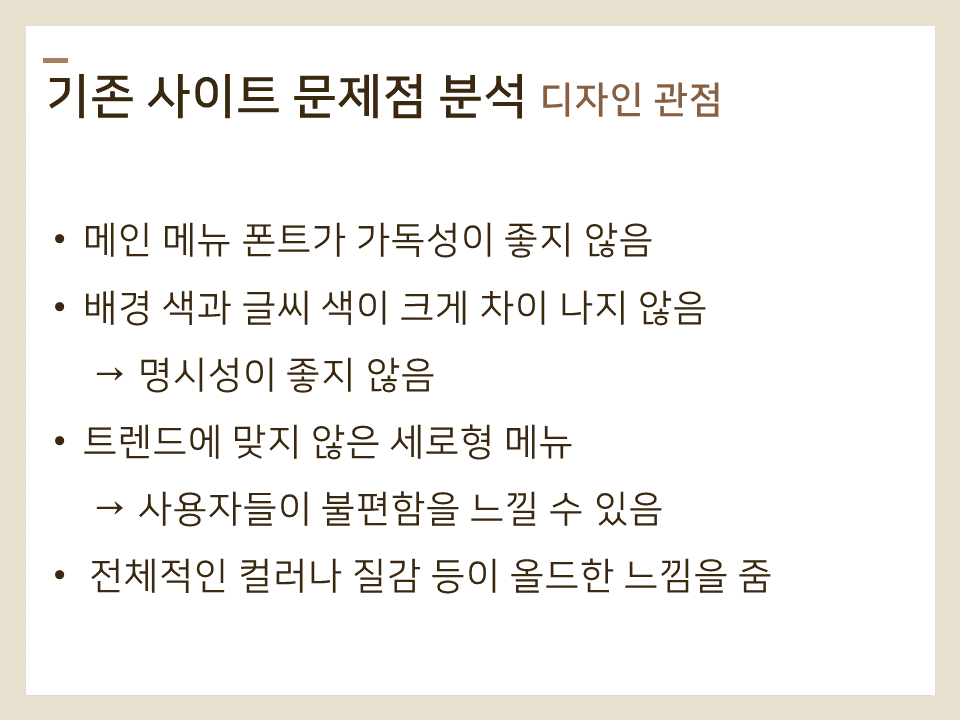 기존 사이트 문제점 분석 디자인 관점
• 메인 메뉴 폰트가 가독성이 좋지 않음
• 배경 색과 글씨 색이 크게 차이 나지 않음
→ 명시성이 좋지 않음
• 트렌드에 맞지 않은 세로형 메뉴
→ 사용자들이 불편함을 느낄 수 있음
• 전체적인 컬러나 질감 등이 올드한 느낌을 줌